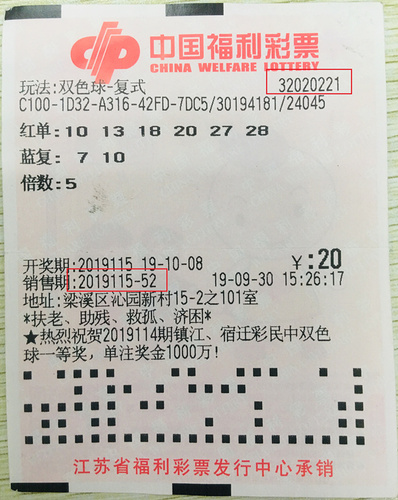 中国福利彩票
CHINA WELFARE LOTTERY
玩法:双色球-复式 32020221
C100-1D32-A316-42FD-7DC5/30194181/24045
红单:10 13 18 20 27 28
蓝复: 7 10
倍数:5
开奖期:2019115 19-10-08 ¥:20
销售期:2019115-52 19-09-30 15:26:17
地址:梁溪区沁园新村15-2之101室
*扶老、助残、救孤、济困*
★热烈祝贺2019114期镇江、宿迁彩民中双色
球一等奖，单注奖金1000万!
江苏省福利彩票发行中心承销